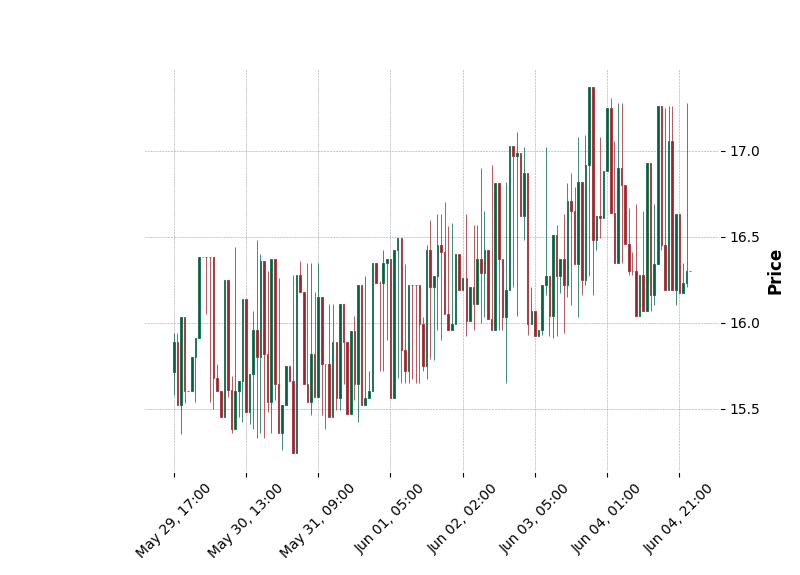 17.0
16.5
16.0
15.5
Price
May 29, 17:00
May 30, 13:00
May 31, 09:00
Jun 01, 05:00
Jun 02, 02:00
Jun 03, 05:00
Jun 04, 01:00
Jun 04, 21:00